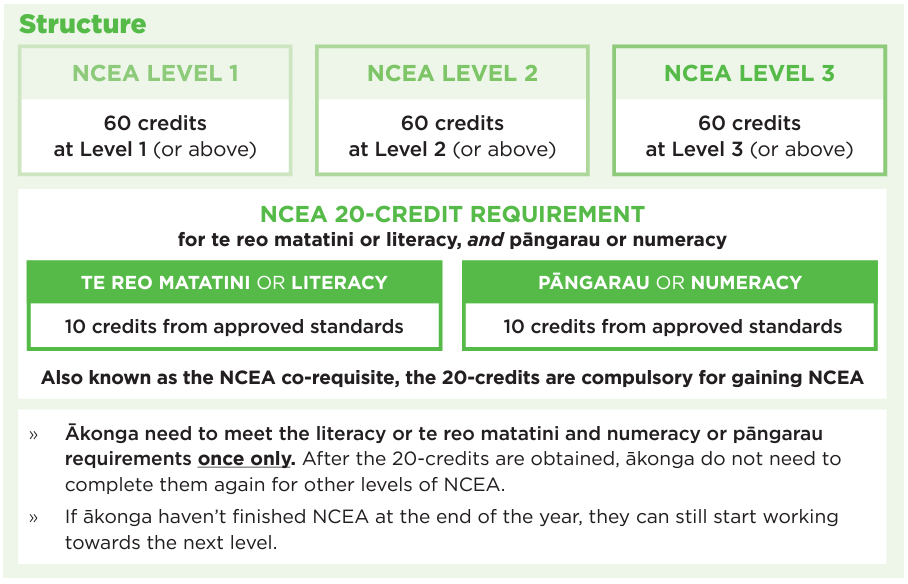 Structure
NCEA LEVEL 1
60 credits
at Level 1 (or above)
NCEA LEVEL 2
60 credits
at Level 2 (or above)
NCEA LEVEL 3
60 credits
at Level 3 (or above)
NCEA 20-CREDIT REQUIREMENT
for te reo matatini or literacy, and pāngarau or numeracy
TE REO MATATINI OR LITERACY
10 credits from approved standards
PĀNGARAU OR NUMERACY
10 credits from approved standards
Also known as the NCEA co-requisite, the 20-credits are compulsory for gaining NCEA
» Ākonga need to meet the literacy or te reo matatini and numeracy or pāngarau
requirements once only. After the 20-credits are obtained, ākonga do not need to
complete them again for other levels of NCEA.
» If ākonga haven’t finished NCEA at the end of the year, they can still start working
towards the next level.